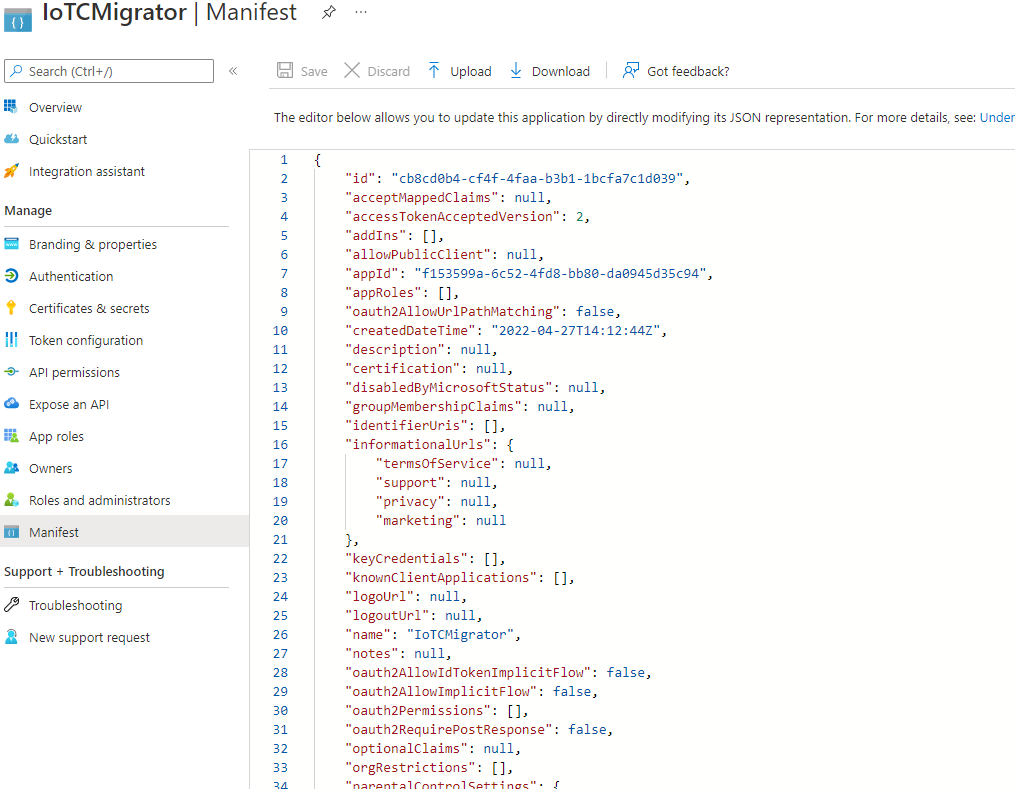 IoTCMigrator | Manifest
Search (Ctrl+/)
Overview
Quickstart
Integration assistant
Manage
Branding & properties
Authentication
Certificates & secrets
Token configuration
API permissions
Expose an API
App roles
Owners
Roles and administrators
Manifest
Support + Troubleshooting
Troubleshooting
New support request
Save Discard Upload Download Got feedback?
The editor below allows you to update this application by directly modifying its JSON representation. For more details, see: Under
1 {
2 "id": "cb8cd0b4-cf4f-4faa-b3b1-1bcfa7c1d039",
3 "acceptMappedClaims": null,
4 "accessTokenAcceptedVersion": 2,
5 "addIns": [],
6 "allowPublicClient": null,
7 "appId": "f153599a-6c52-4fd8-bb80-da0945d35c94",
8 "appRoles": [],
9 "oauth2AllowUrlPathMatching": false,
10 "createdDateTime": "2022-04-27T14:12:44Z",
11 "description": null,
12 "certification": null,
13 "disabledByMicrosoftStatus": null,
14 "groupMembershipClaims": null,
15 "identifierUris": [],
16 "informationalUrls": {
17 "termsOfService": null,
18 "support": null,
19 "privacy": null,
20 "marketing": null
21 },
22 "keyCredentials": [],
23 "knownClientApplications": [],
24 "logoUrl": null,
25 "logoutUrl": null,
26 "name": "IoTCMigrator",
27 "notes": null,
28 "oauth2AllowIdTokenImplicitFlow": false,
29 "oauth2AllowImplicitFlow": false,
30 "oauth2Permissions": [],
31 "oauth2RequirePostResponse": false,
32 "optionalClaims": null,
33 "orgRestrictions": [],
34 "parentalControlSettings": {